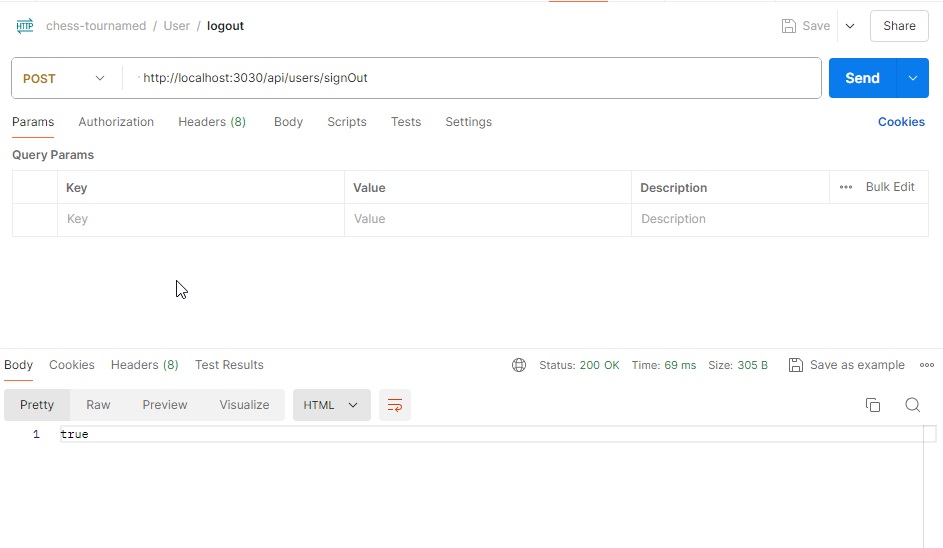 HTTP chess-tournamed / User / logout Save Share
POST http://localhost:3030/api/users/signOut Send
Params Authorization Headers (8) Body Scripts Tests Settings Cookies
Query Params
Key Value Description ••• Bulk Edit
Key Value Description
Body Cookies Headers (8) Test Results Status: 200 OK Time: 69 ms Size: 305 B Save as example
Pretty Raw Preview Visualize HTML
1 true